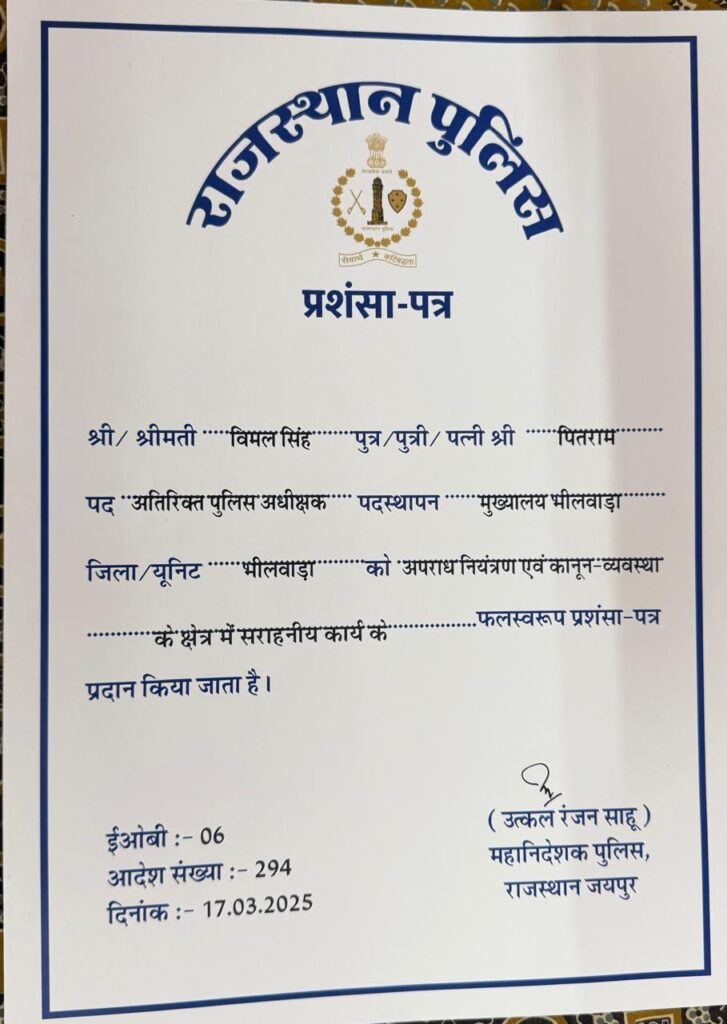 राजस्थान पुलिस
सत्यमेव जयते
राजस्थान पुलिस
सेवार्थ ★ कटिबद्धता
प्रशंसा-पत्र
श्री/ श्रीमती ······विमल सिंह········पुत्र/पुत्री/ पत्नी श्री ······पितराम·········
पद ···अतिरिक्त पुलिस अधीक्षक····· पदस्थापन ·······मुख्यालय भीलवाड़ा·········
जिला/यूनिट ·······भीलवाड़ा··········को ··अपराध नियंत्रण एवं कानून-व्यवस्था
·············के क्षेत्र में सराहनीय कार्य के··················फलस्वरूप प्रशंसा-पत्र
प्रदान किया जाता है।
( उत्कल रंजन साहू )
महानिदेशक पुलिस,
राजस्थान जयपुर
ईओबी :- 06
आदेश संख्या :- 294
दिनांक :- 17.03.2025